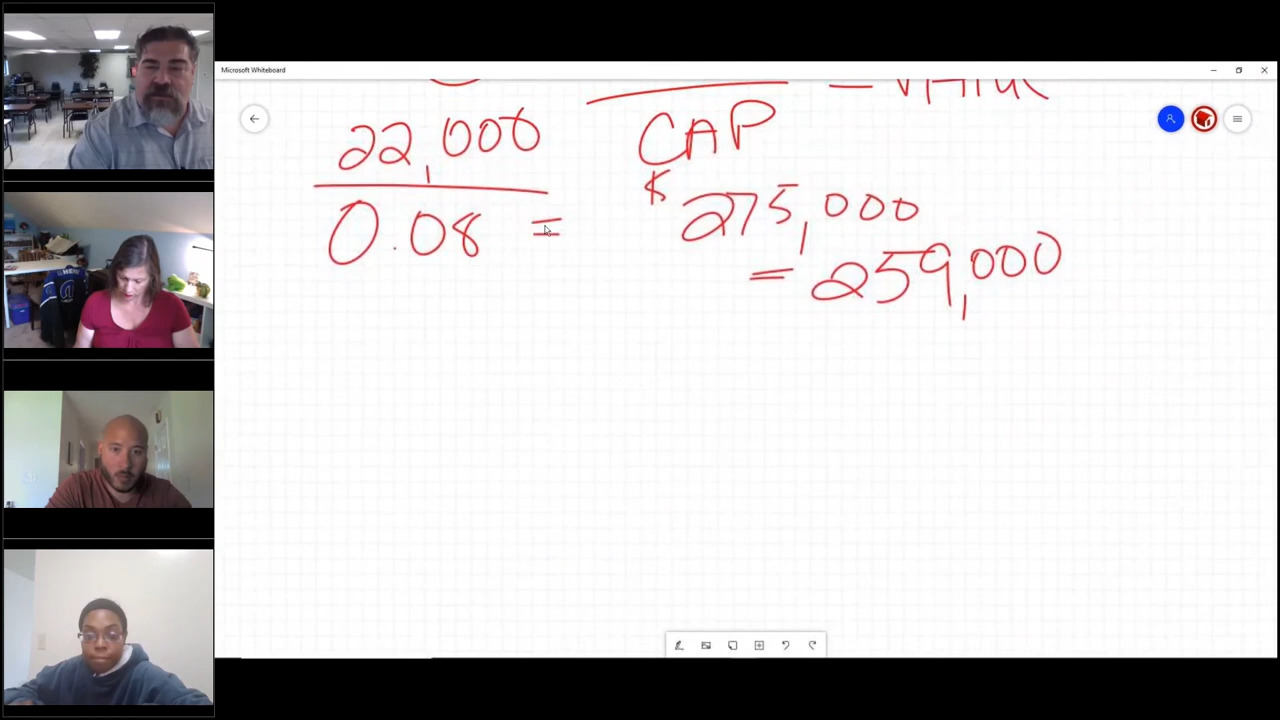 Microsoft Whiteboard
22,000
CAP
0.08 =
$275,000
= 259,000